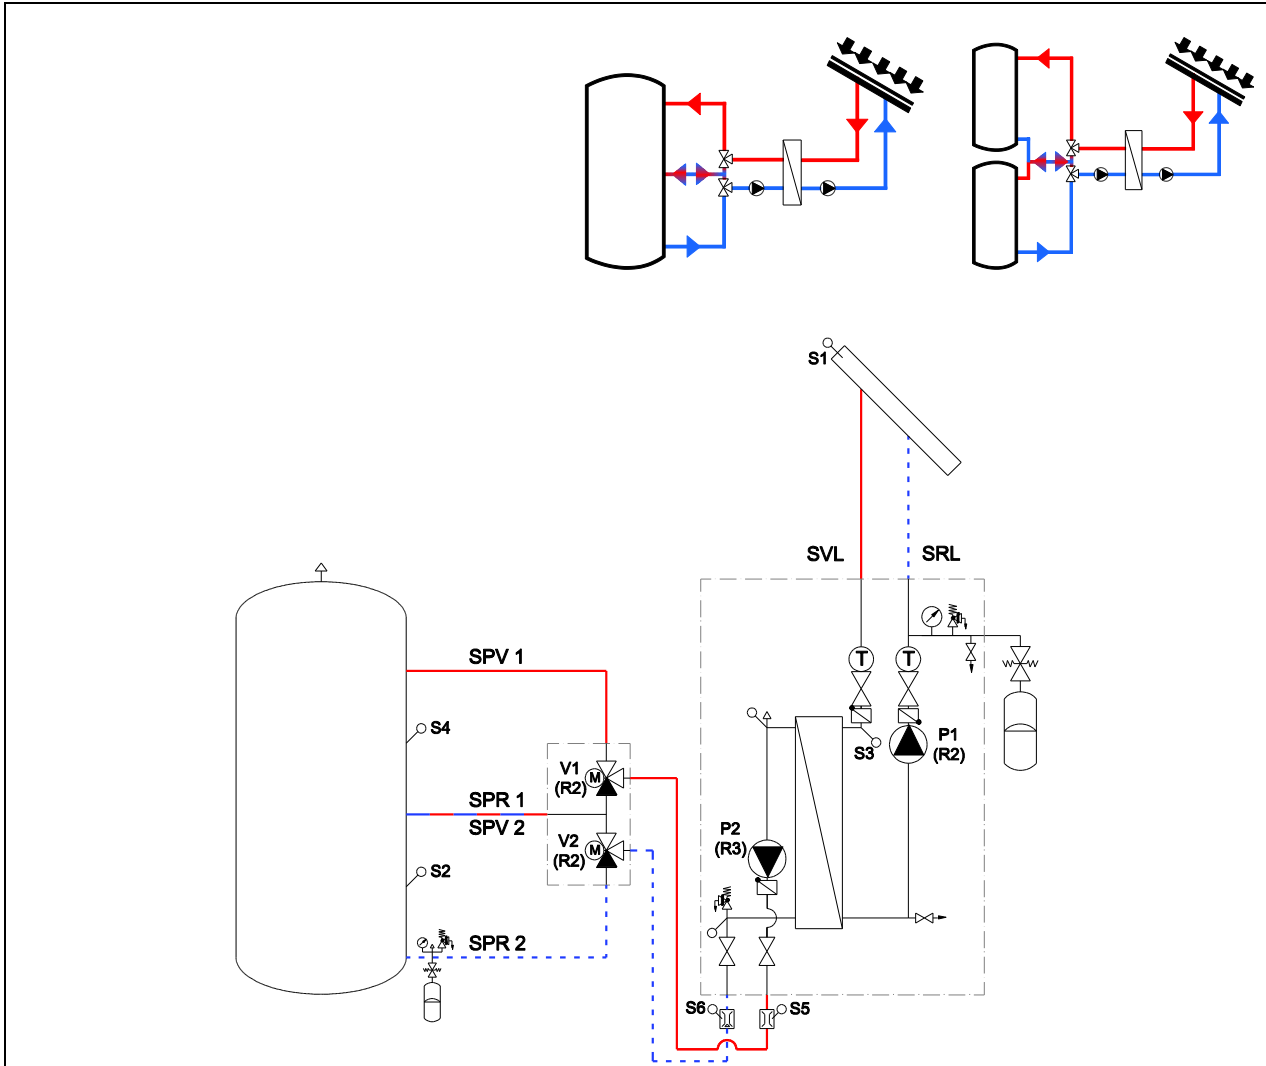 S1
SVL
SRL
SPV 1
T
T
S4
P1
(R2)
S3
V1
(R2)
M
SPR 1
SPV 2
P2
(R3)
V2
(R2)
M
S2
SPR 2
S6
S5